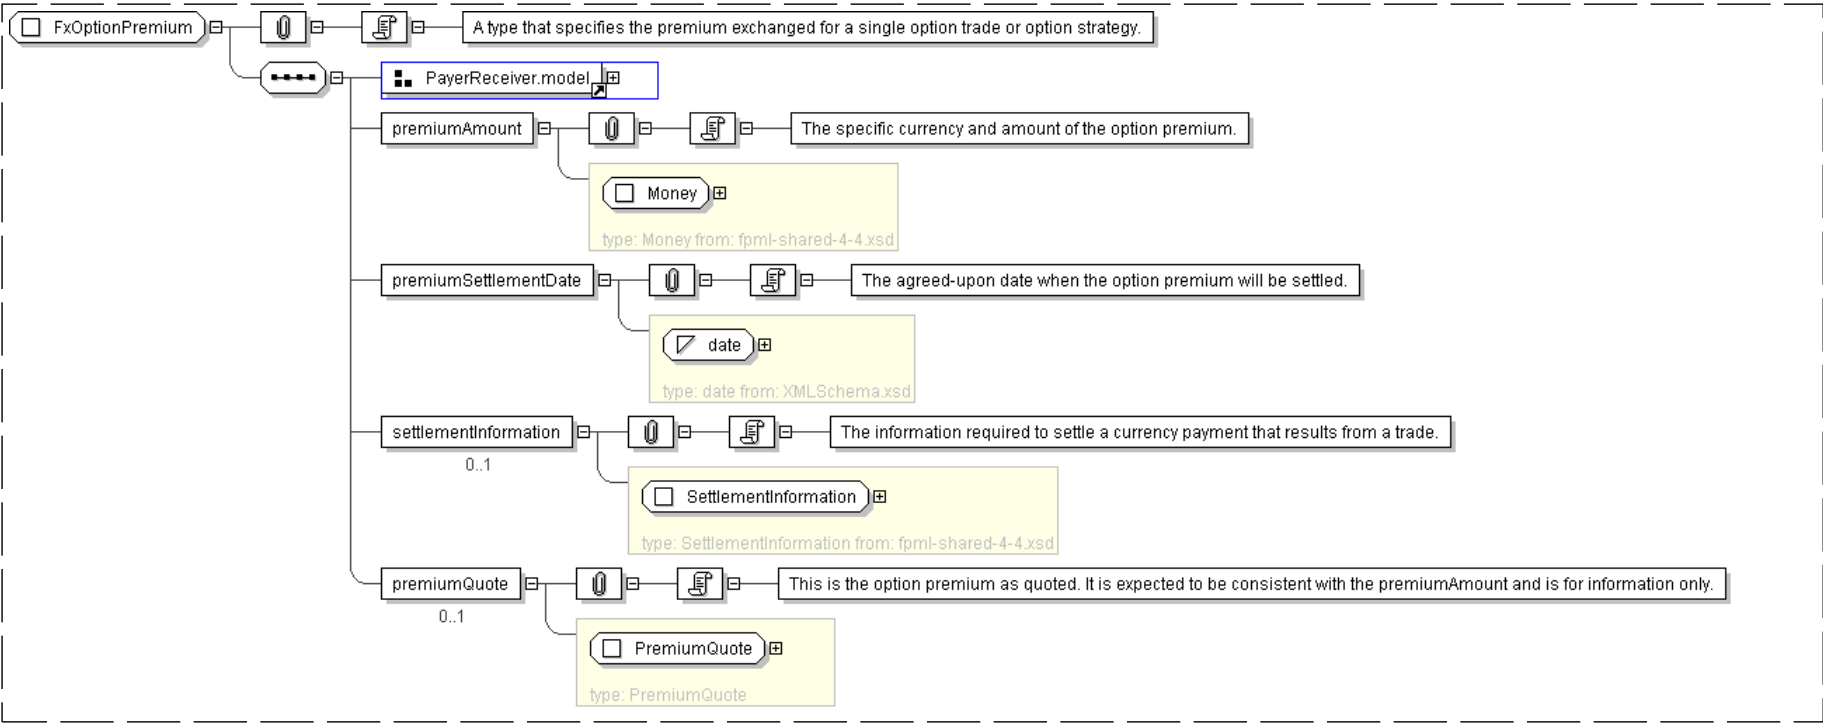 FxOptionPremium
A type that specifies the premium exchanged for a single option trade or option strategy.
PayerReceiver.model
premiumAmount
The specific currency and amount of the option premium.
Money
type: Money from: fpml-shared-4-4.xsd
premiumSettlementDate
The agreed-upon date when the option premium will be settled.
date
type: date from: XMLSchema.xsd
settlementInformation
The information required to settle a currency payment that results from a trade.
0..1
SettlementInformation
type: SettlementInformation from: fpml-shared-4-4.xsd
premiumQuote
This is the option premium as quoted. It is expected to be consistent with the premiumAmount and is for information only.
0..1
PremiumQuote
type: PremiumQuote